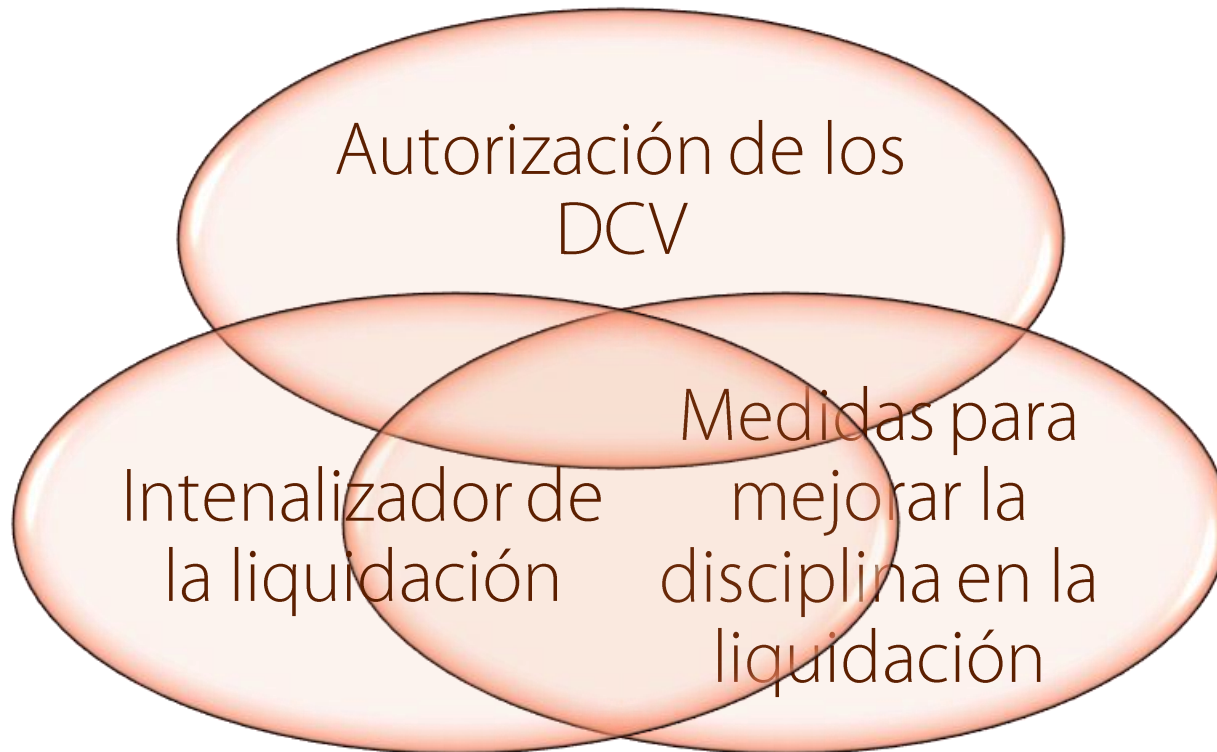 Autorización de los
DCV
Intenalizador de
la liquidación
Medidas para
mejorar la
disciplina en la
liquidación